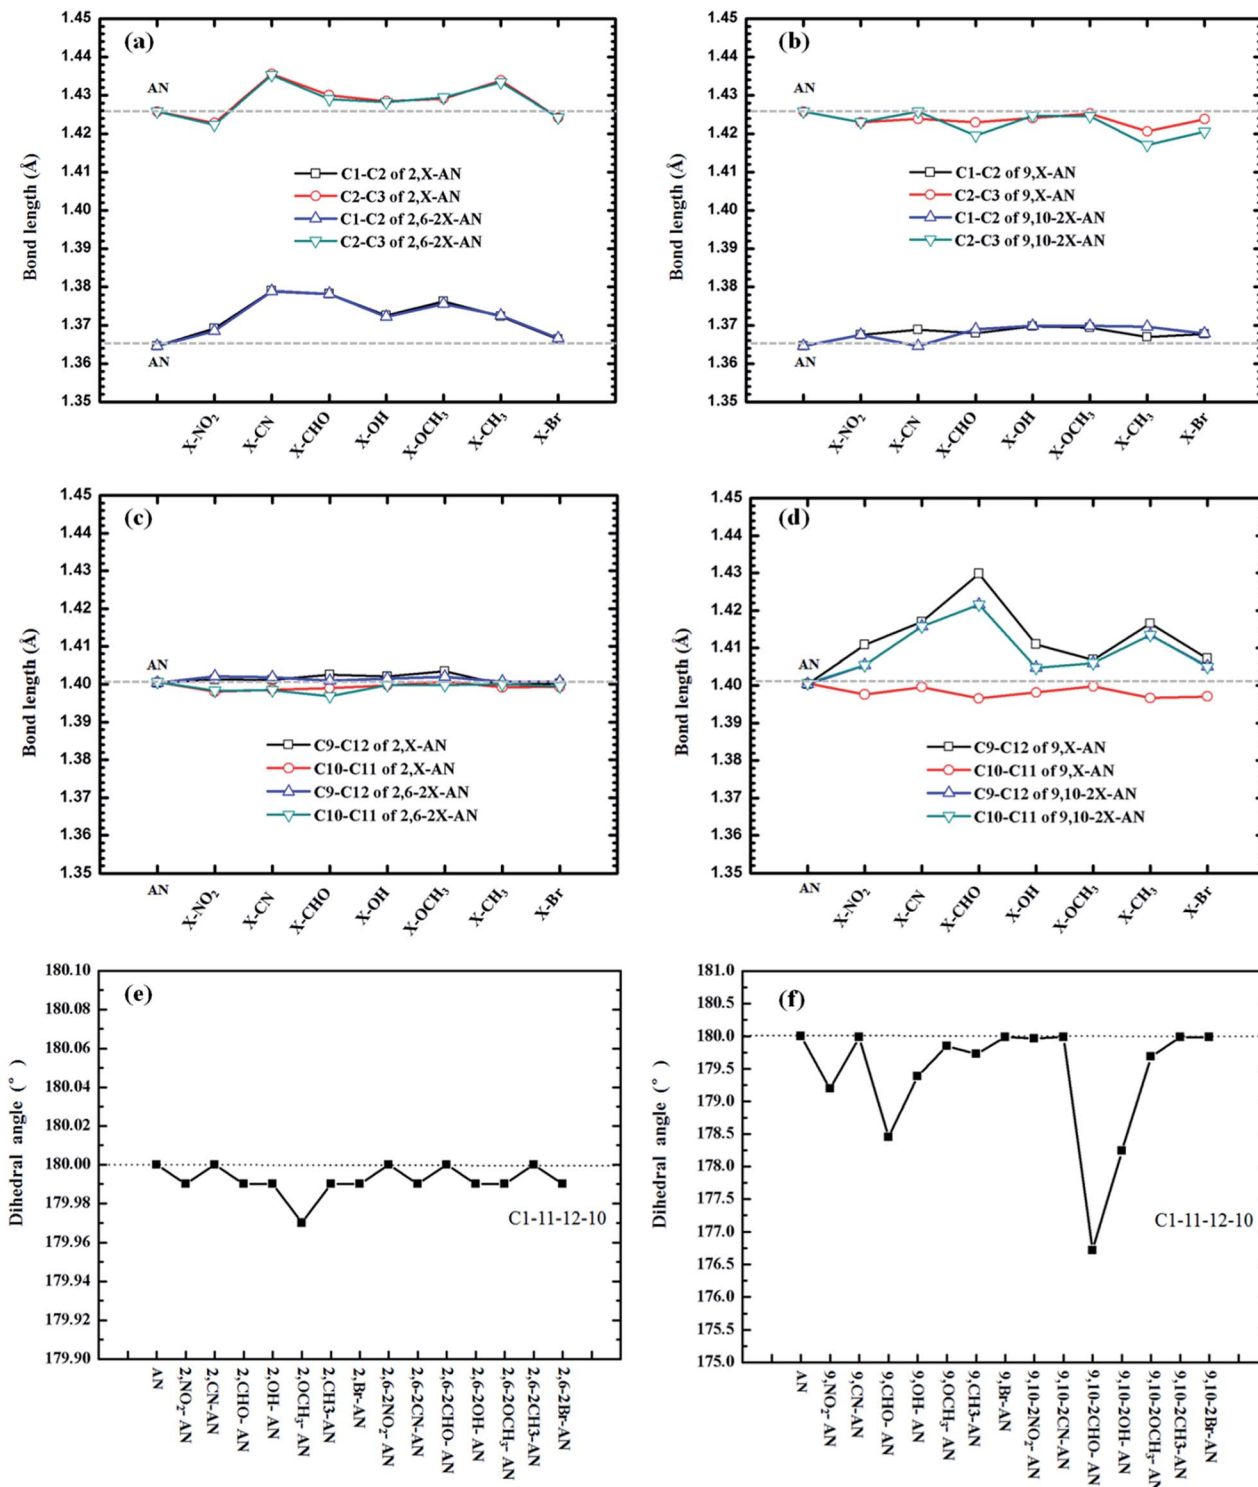 (a)
1.45
1.44
1.43
1.42
1.41
1.40
1.39
1.38
1.37
1.36
1.35
Bond length (Å)
AN
C1-C2 of 2,X-AN
C2-C3 of 2,X-AN
C1-C2 of 2,6-2X-AN
C2-C3 of 2,6-2X-AN
AN
X-NO₂
X-CN
X-CHO
X-OH
X-OCH₃
X-CH₃
X-Br
(b)
1.45
1.44
1.43
1.42
1.41
1.40
1.39
1.38
1.37
1.36
1.35
Bond length (Å)
AN
C1-C2 of 9,X-AN
C2-C3 of 9,X-AN
C1-C2 of 9,10-2X-AN
C2-C3 of 9,10-2X-AN
AN
X-NO₂
X-CN
X-CHO
X-OH
X-OCH₃
X-CH₃
X-Br
(c)
1.45
1.44
1.43
1.42
1.41
1.40
1.39
1.38
1.37
1.36
1.35
Bond length (Å)
AN
C9-C12 of 2,X-AN
C10-C11 of 2,X-AN
C9-C12 of 2,6-2X-AN
C10-C11 of 2,6-2X-AN
AN
X-NO₂
X-CN
X-CHO
X-OH
X-OCH₃
X-CH₃
X-Br
(d)
1.45
1.44
1.43
1.42
1.41
1.40
1.39
1.38
1.37
1.36
1.35
Bond length (Å)
AN
C9-C12 of 9,X-AN
C10-C11 of 9,X-AN
C9-C12 of 9,10-2X-AN
C10-C11 of 9,10-2X-AN
AN
X-NO₂
X-CN
X-CHO
X-OH
X-OCH₃
X-CH₃
X-Br
(e)
180.10
180.08
180.06
180.04
180.02
180.00
179.98
179.96
179.94
179.92
179.90
Dihedral angle (°)
C1-11-12-10
AN
2,NO₂- AN
2,CN-AN
2,CHO- AN
2,OH- AN
2,OCH₃- AN
2,CH3-AN
2,Br-AN
2,6-2NO₂- AN
2,6-2CN-AN
2,6-2CHO- AN
2,6-2OH- AN
2,6-2OCH₃- AN
2,6-2CH3-AN
2,6-2Br-AN
(f)
181.0
180.5
180.0
179.5
179.0
178.5
178.0
177.5
177.0
176.5
176.0
175.5
175.0
Dihedral angle (°)
C1-11-12-10
AN
9,NO₂- AN
9,CN-AN
9,CHO- AN
9,OH- AN
9,OCH₃- AN
9,CH3-AN
9,Br-AN
9,10-2NO₂- AN
9,10-2CN-AN
9,10-2CHO- AN
9,10-2OH- AN
9,10-2OCH₃- AN
9,10-2CH3-AN
9,10-2Br-AN